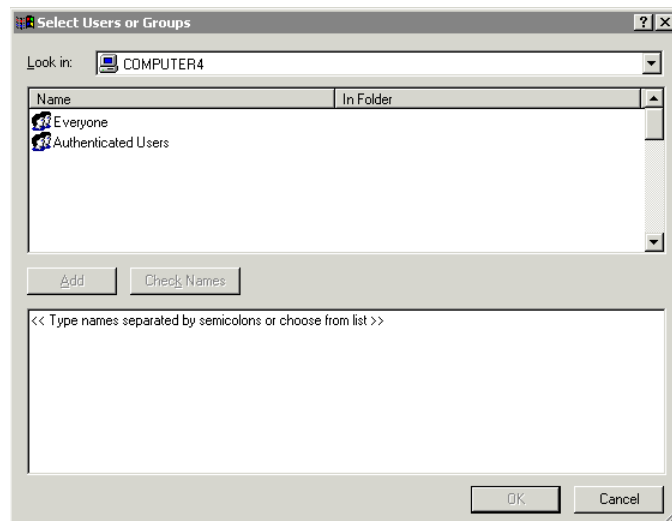 Select Users or Groups
Look in: COMPUTER4
Name In Folder
Everyone
Authenticated Users
Add Check Names
<< Type names separated by semicolons or choose from list >>
OK Cancel